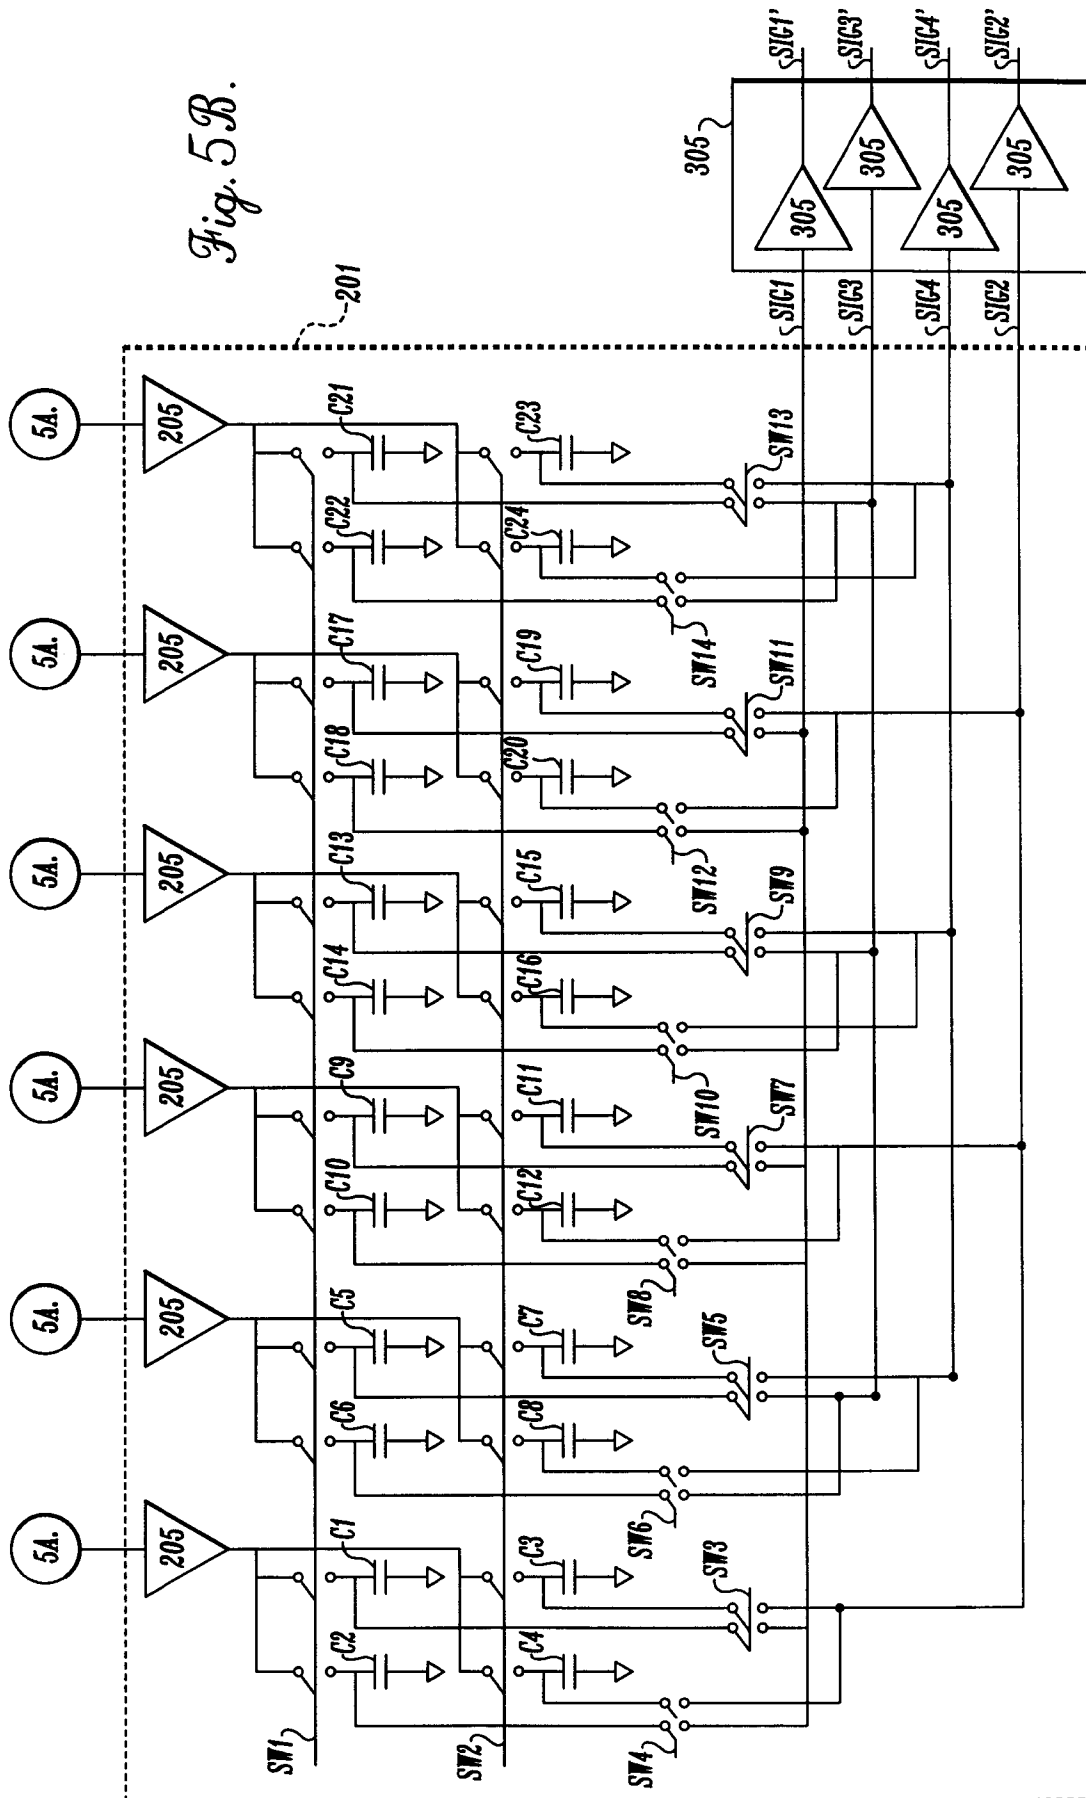 Fig. 5B.
5A.
5A.
5A.
5A.
5A.
5A.
201
205
205
205
205
205
205
SW1
C2
C1
C6
C5
C10
C9
C14
C13
C18
C17
C22
C21
SW2
C4
C3
C8
C7
C12
C11
C16
C15
C20
C19
C24
C23
SW4
SW3
SW6
SW5
SW8
SW7
SW10
SW9
SW12
SW11
SW14
SW13
305
SIG1
305
SIG1'
SIG3
305
SIG3'
SIG4
305
SIG4'
SIG2
305
SIG2'